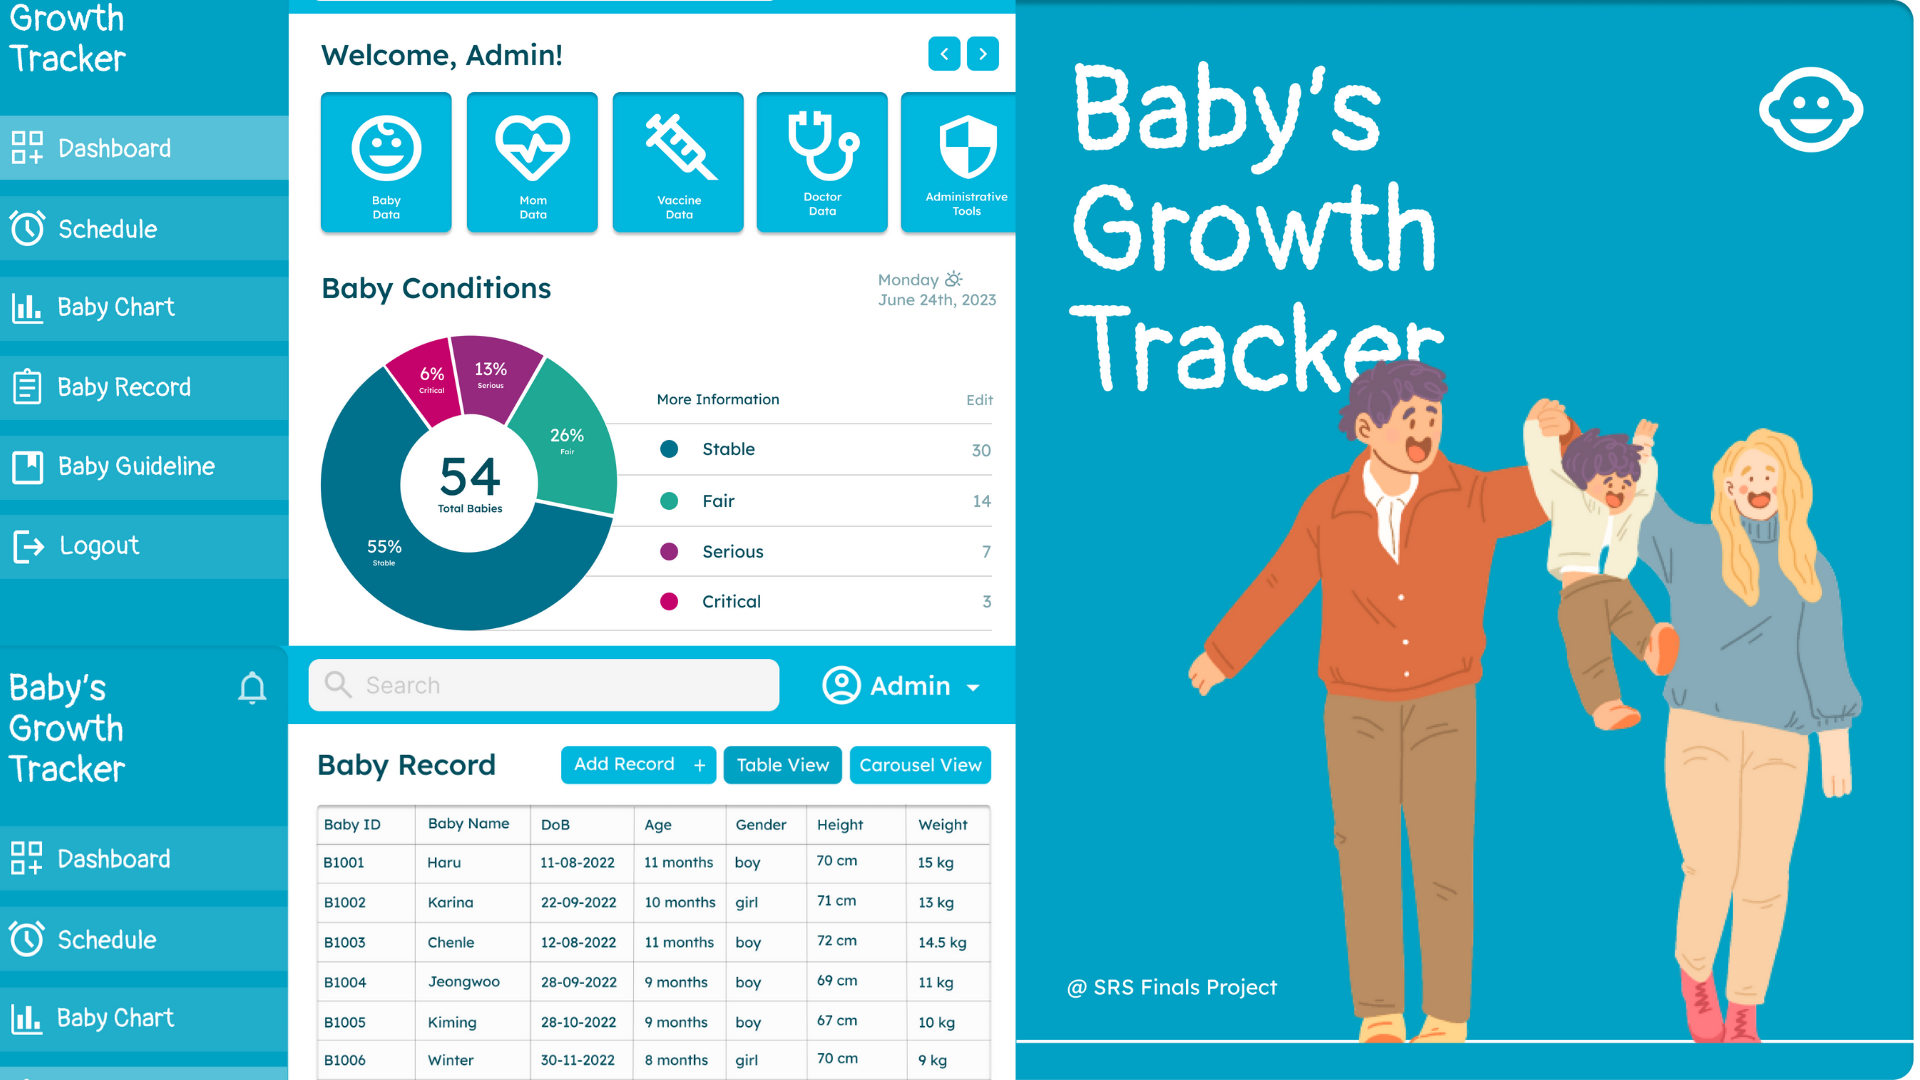 Growth
Tracker
Dashboard
Schedule
Baby Chart
Baby Record
Baby Guideline
Logout
Welcome, Admin!
Baby
Data
Mom
Data
Vaccine
Data
Doctor
Data
Administrative
Tools
Baby Conditions
Monday
June 24th, 2023
6%
Critical
13%
Serious
26%
Fair
55%
Stable
54
Total Babies
More Information Edit
Stable 30
Fair 14
Serious 7
Critical 3
Baby's
Growth
Tracker
Dashboard
Schedule
Baby Chart
Search
Admin
Baby Record
Add Record +
Table View
Carousel View
Baby ID Baby Name DoB Age Gender Height Weight
B1001 Haru 11-08-2022 11 months boy 70 cm 15 kg
B1002 Karina 22-09-2022 10 months girl 71 cm 13 kg
B1003 Chenle 12-08-2022 11 months boy 72 cm 14.5 kg
B1004 Jeongwoo 28-09-2022 9 months boy 69 cm 11 kg
B1005 Kiming 28-10-2022 9 months boy 67 cm 10 kg
B1006 Winter 30-11-2022 8 months girl 70 cm 9 kg
Baby's
Growth
Tracker
@ SRS Finals Project